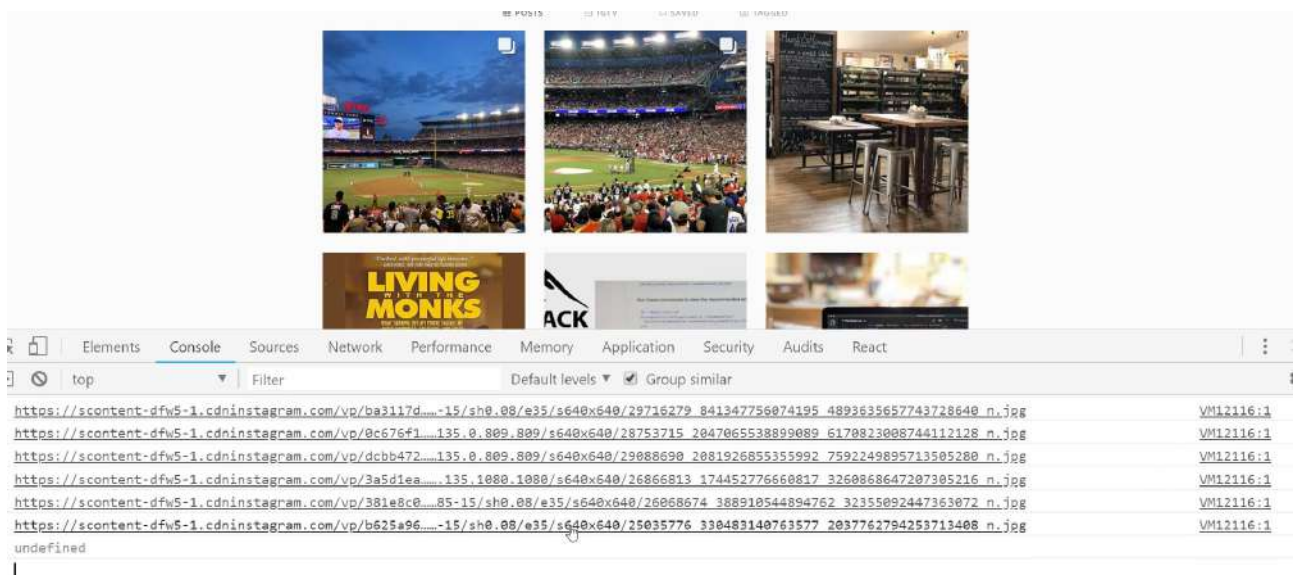 POSTS IGTV SAVED TAGGED
LIVING
WITH THE
MONKS
ACK
Elements Console Sources Network Performance Memory Application Security Audits React
top Filter Default levels Group similar
https://scontent-dfw5-1.cdninstagram.com/vp/ba3117d……-15/sh0.08/e35/s640x640/29716279_841347756074195_4893635657743728640_n.jpg VM12116:1
https://scontent-dfw5-1.cdninstagram.com/vp/0c676f1……135.0.809.809/s640x640/28753715_2047065538899089_6170823008744112128_n.jpg VM12116:1
https://scontent-dfw5-1.cdninstagram.com/vp/dcbb472……135.0.809.809/s640x640/29088690_2081926855355992_7592249895713505280_n.jpg VM12116:1
https://scontent-dfw5-1.cdninstagram.com/vp/3a5d1ea……135.1080.1080/s640x640/26866813_174452776660817_3260868647207305216_n.jpg VM12116:1
https://scontent-dfw5-1.cdninstagram.com/vp/381e8c0……85-15/sh0.08/e35/s640x640/26068674_388910544894762_32355092447363072_n.jpg VM12116:1
https://scontent-dfw5-1.cdninstagram.com/vp/b625a96……-15/sh0.08/e35/s640x640/25035776_330483140763577_2037762794253713408_n.jpg VM12116:1
undefined